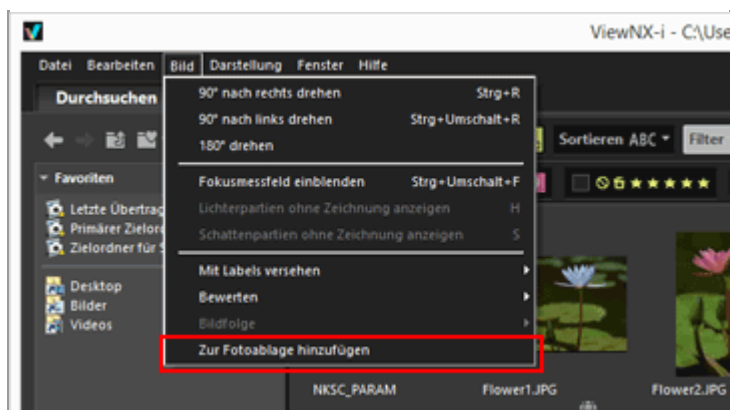 ViewNX-i - C:\Use
Datei Bearbeiten Bild Darstellung Fenster Hilfe
Durchsuchen
90° nach rechts drehen Strg+R
90° nach links drehen Strg+Umschalt+R
180° drehen
Sortieren ABC Filter
Favoriten
Fokusmessfeld einblenden Strg+Umschalt+F
Letzte Übertrag
Lichterpartien ohne Zeichnung anzeigen H
Primärer Zielord
Schattenpartien ohne Zeichnung anzeigen S
Zielordner für
Mit Labels versehen
Desktop
Bewerten
Bilder
Bildfolge
Videos
Zur Fotoablage hinzufügen
NKSC_PARAM Flower1.JPG Flower2.JPG